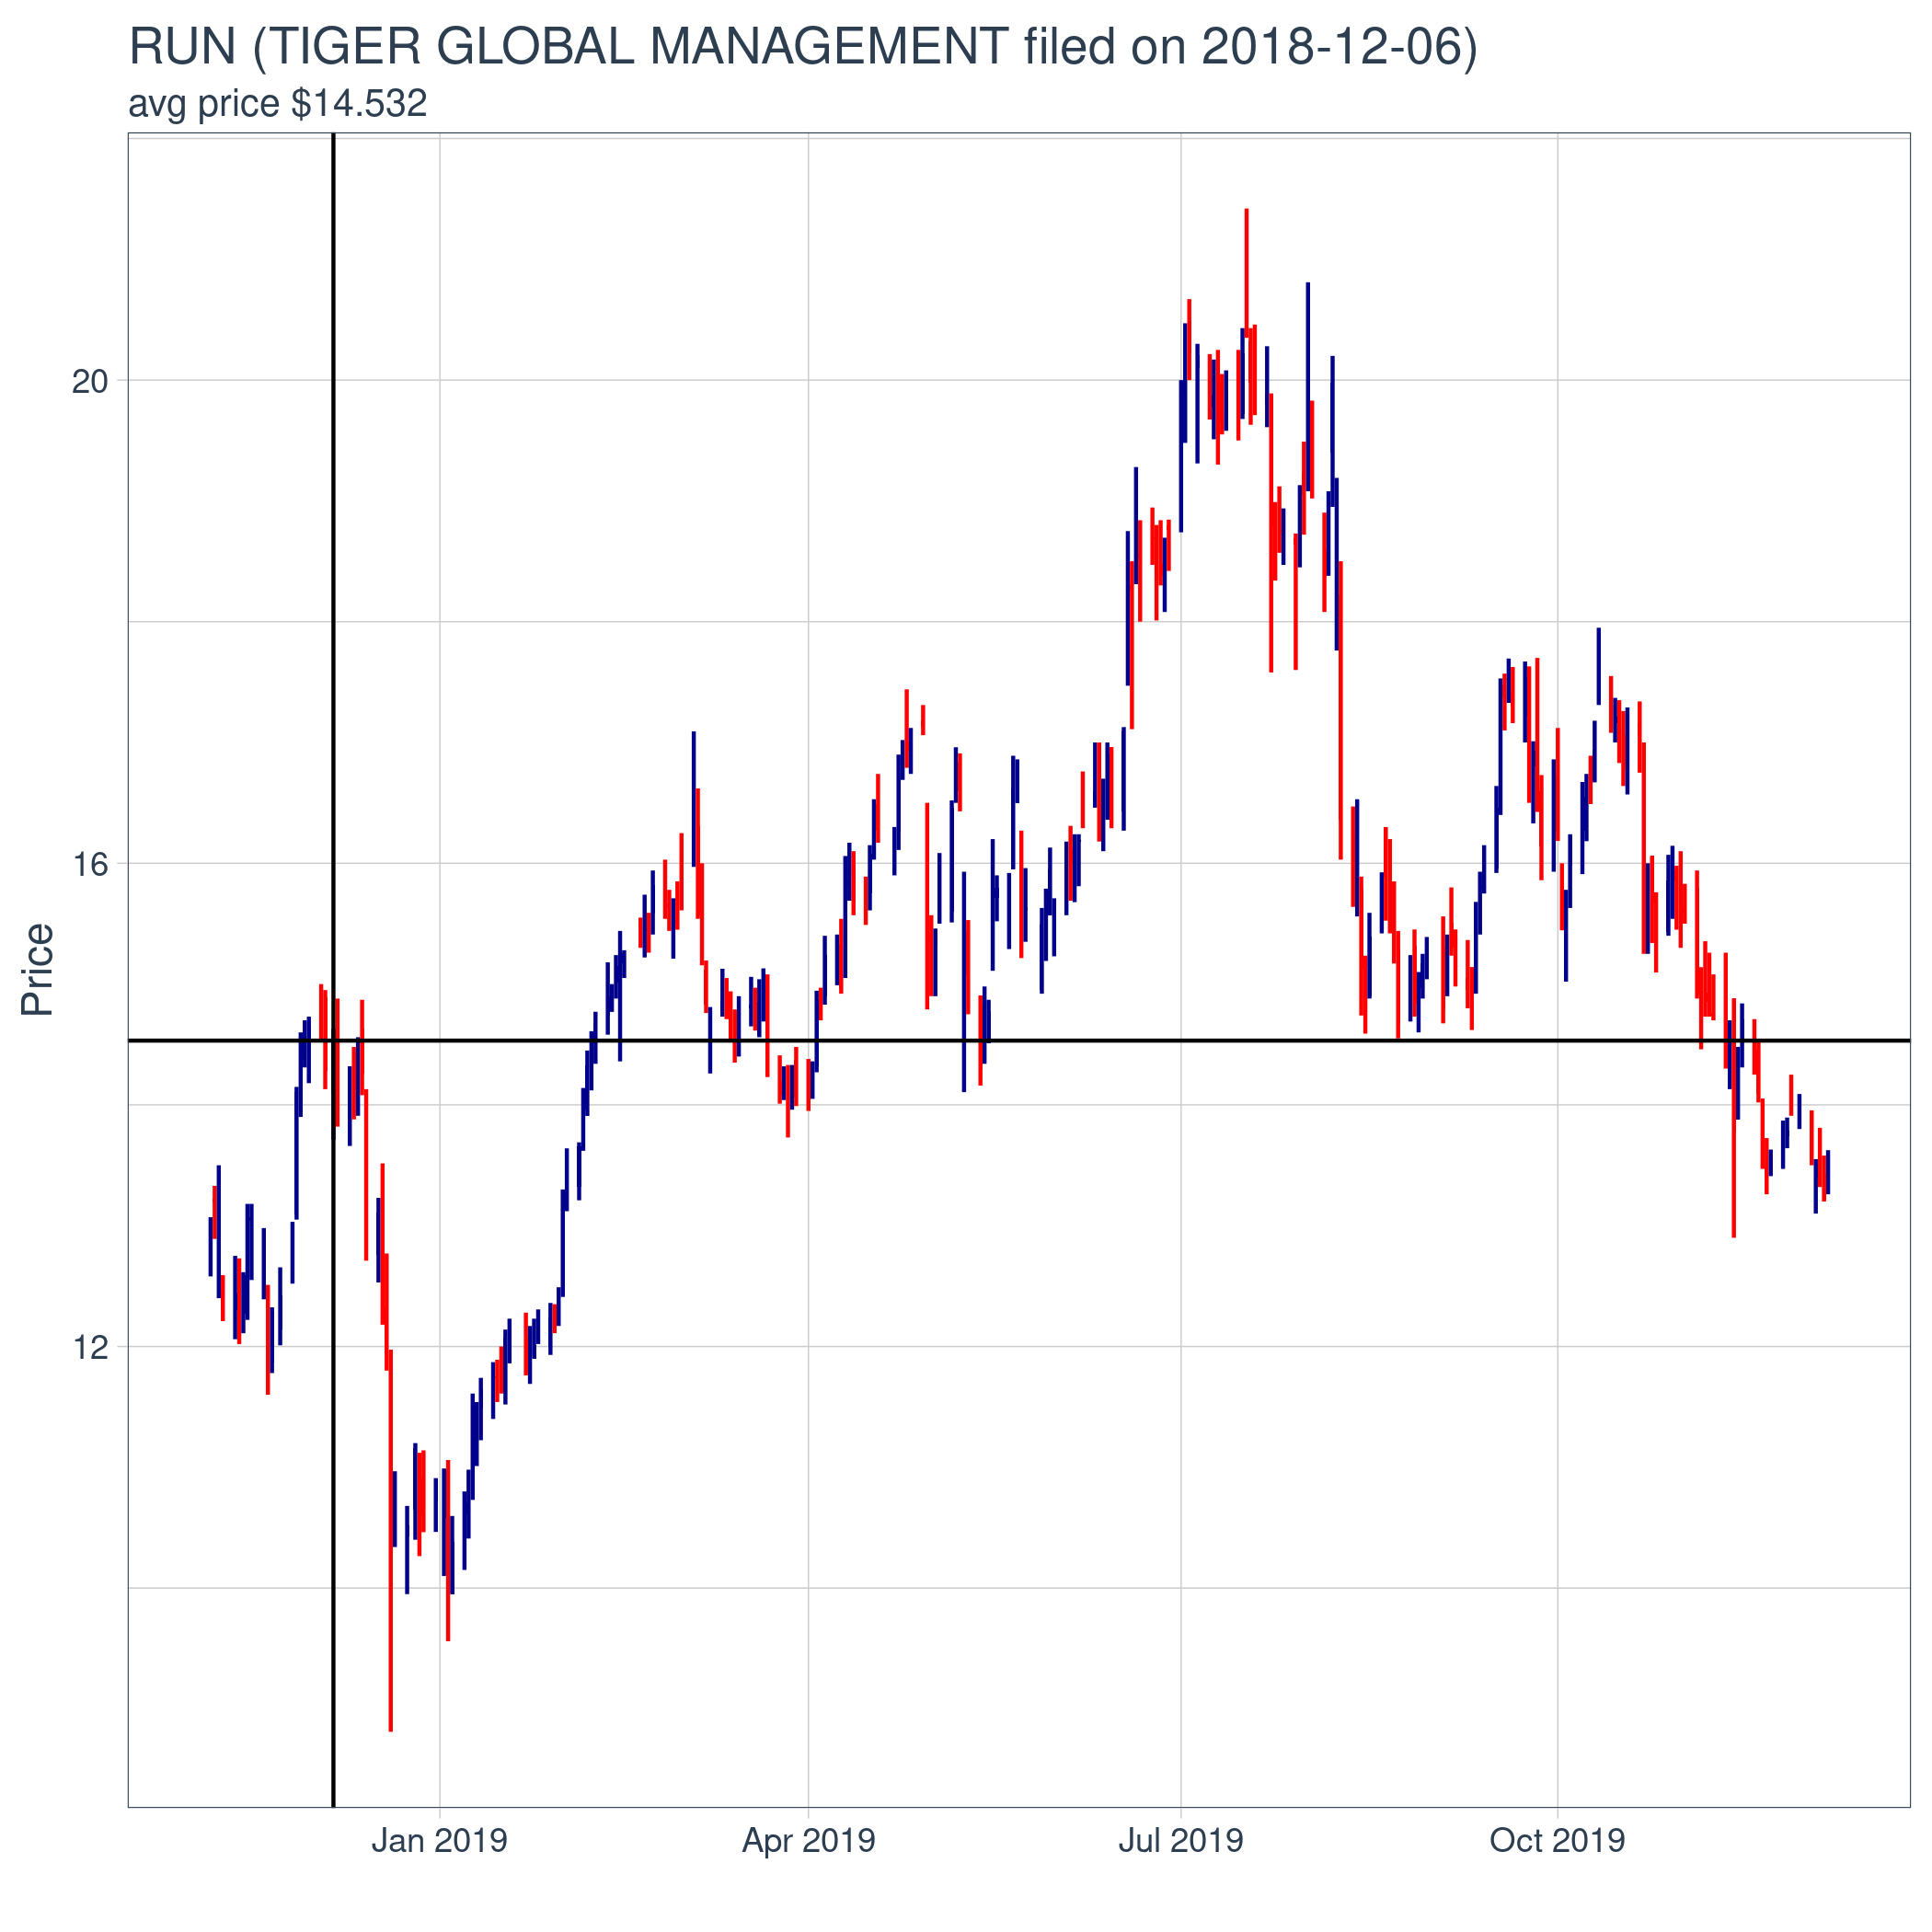 RUN (TIGER GLOBAL MANAGEMENT filed on 2018-12-06)
avg price $14.532
20
16
12
Price
Jan 2019
Apr 2019
Jul 2019
Oct 2019